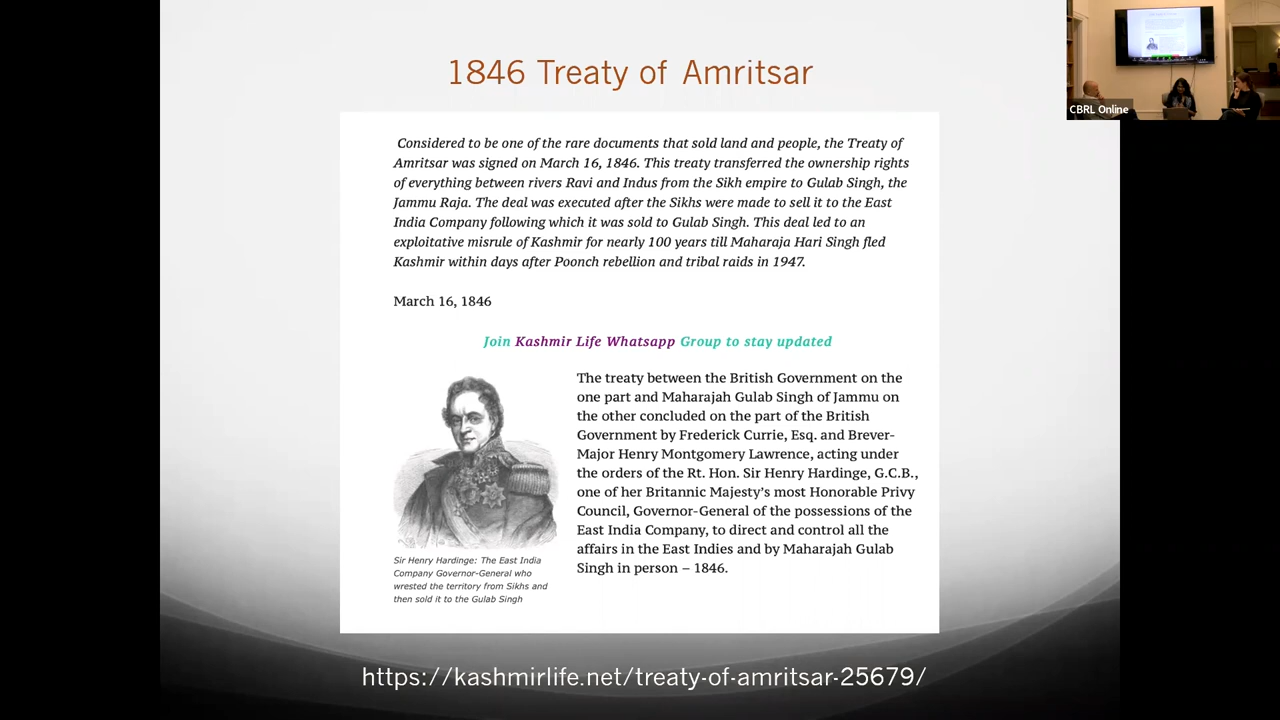 1846 Treaty of Amritsar
CBRL Online
Considered to be one of the rare documents that sold land and people, the Treaty of
Amritsar was signed on March 16, 1846. This treaty transferred the ownership rights
of everything between rivers Ravi and Indus from the Sikh empire to Gulab Singh, the
Jammu Raja. The deal was executed after the Sikhs were made to sell it to the East
India Company following which it was sold to Gulab Singh. This deal led to an
exploitative misrule of Kashmir for nearly 100 years till Maharaja Hari Singh fled
Kashmir within days after Poonch rebellion and tribal raids in 1947.
March 16, 1846
Join Kashmir Life Whatsapp Group to stay updated
The treaty between the British Government on the
one part and Maharajah Gulab Singh of Jammu on
the other concluded on the part of the British
Government by Frederick Currie, Esq. and Brever-
Major Henry Montgomery Lawrence, acting under
the orders of the Rt. Hon. Sir Henry Hardinge, G.C.B.,
one of her Britannic Majesty's most Honorable Privy
Council, Governor-General of the possessions of the
East India Company, to direct and control all the
affairs in the East Indies and by Maharajah Gulab
Singh in person – 1846.
Sir Henry Hardinge: The East India
Company Governor-General who
wrested the territory from Sikhs and
then sold it to the Gulab Singh
https://kashmirlife.net/treaty-of-amritsar-25679/